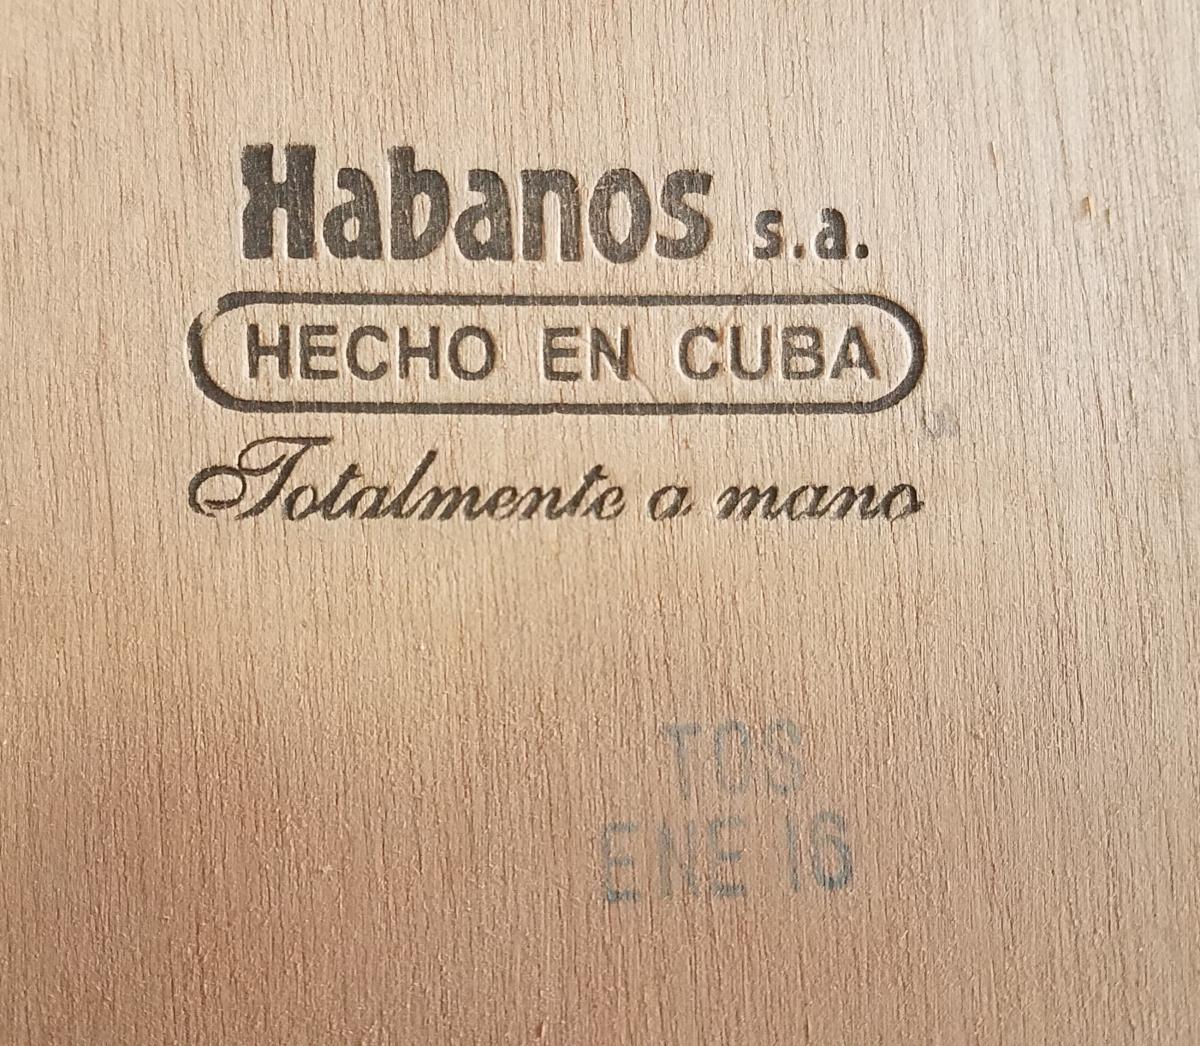 Habanos s.a.
HECHO EN CUBA
Totalmente a mano
TOS
ENE 16